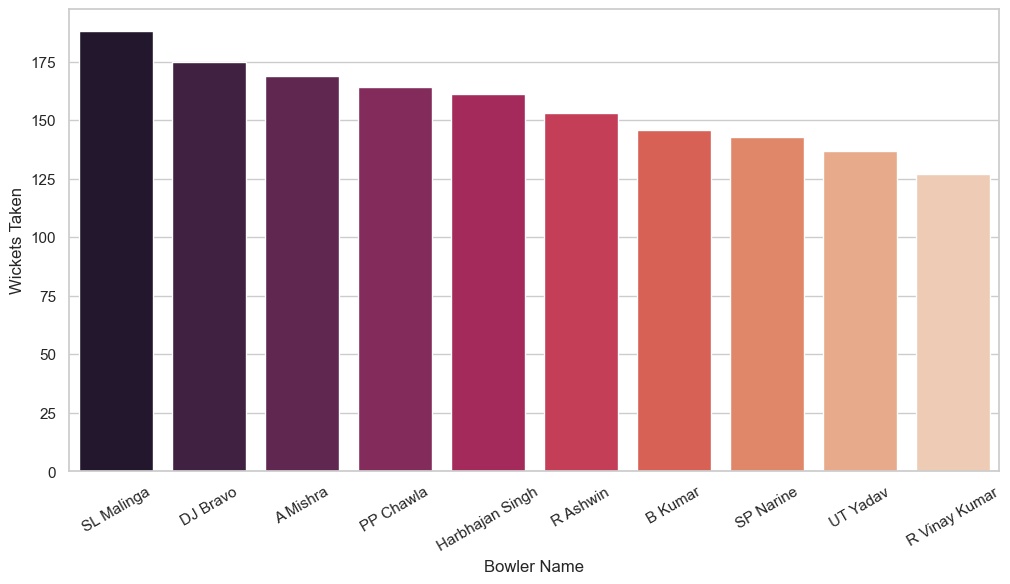 175
150
125
100
75
50
25
0
Wickets Taken
SL Malinga
DJ Bravo
A Mishra
PP Chawla
Harbhajan Singh
R Ashwin
B Kumar
SP Narine
UT Yadav
R Vinay Kumar
Bowler Name